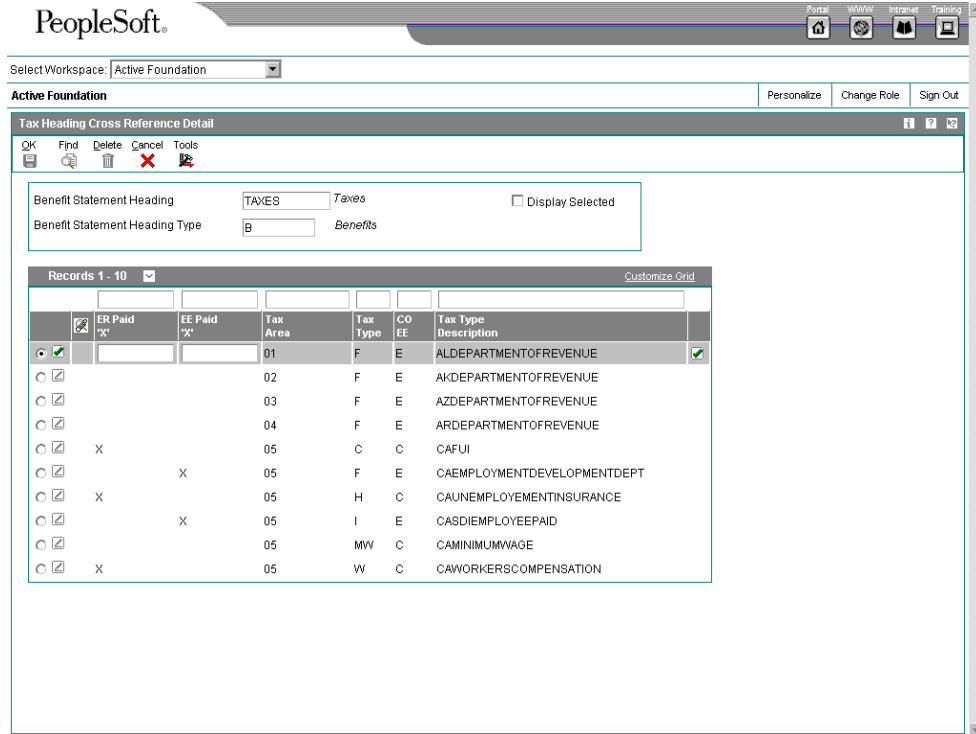 PeopleSoft®
Portal WWW Intranet Training
Select Workspace: Active Foundation
Active Foundation Personalize Change Role Sign Out
Tax Heading Cross Reference Detail i ? ?
OK Find Delete Cancel Tools
Benefit Statement Heading TAXES Taxes Display Selected
Benefit Statement Heading Type B Benefits
Records 1 - 10 Customize Grid
ER Paid EE Paid Tax Tax CO Tax Type
'X' 'X' Area Type EE Description
01 F E ALDEPARTMENTOFREVENUE
02 F E AKDEPARTMENTOFREVENUE
03 F E AZDEPARTMENTOFREVENUE
04 F E ARDEPARTMENTOFREVENUE
X 05 C C CAFUI
X 05 F E CAEMPLOYMENTDEVELOPMENTDEPT
X 05 H C CAUNEMPLOYEMENTINSURANCE
X 05 I E CASDIEMPLOYEEPAID
05 MW C CAMINIMUMWAGE
X 05 W C CAWORKERSCOMPENSATION